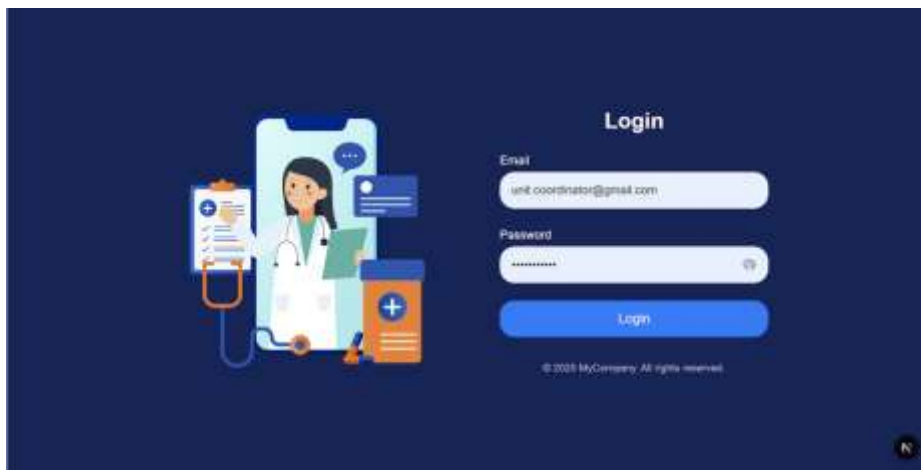 Login
Email
unit.coordinator@gmail.com
Password
••••••••••
Login
© 2025 MyCompany. All rights reserved.
N